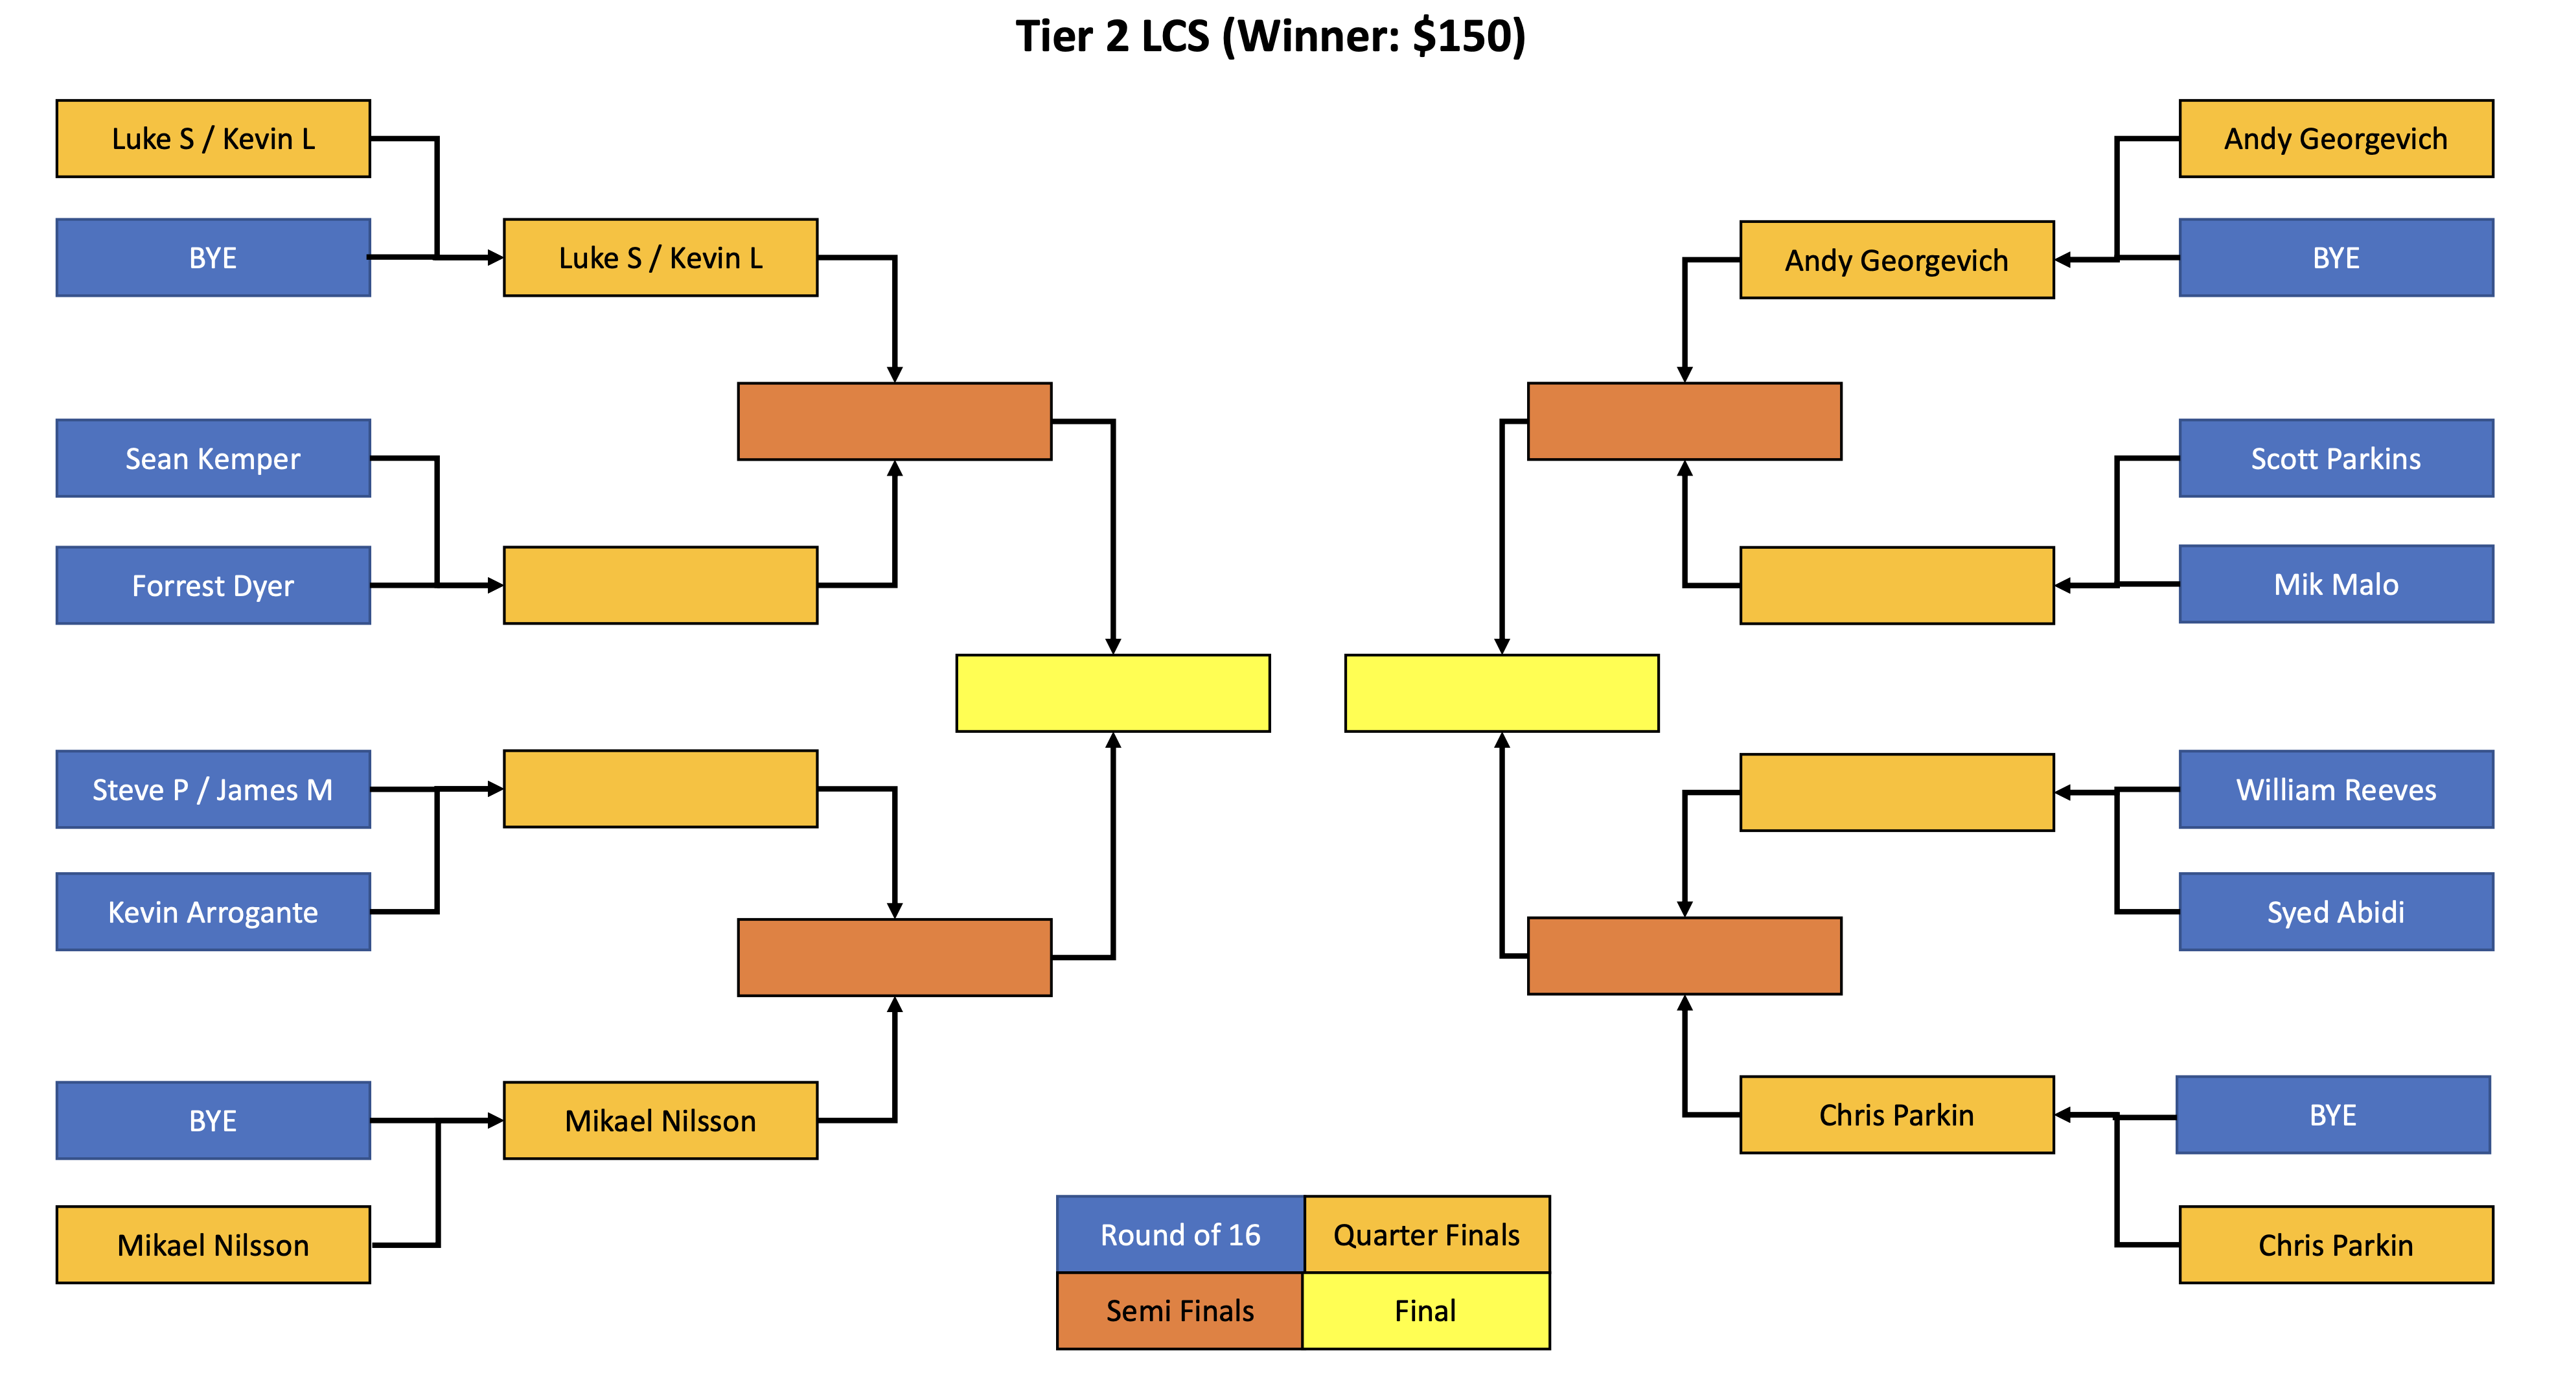 Tier 2 LCS (Winner: $150)
Luke S / Kevin L
BYE
Luke S / Kevin L
Sean Kemper
Forrest Dyer
Steve P / James M
Kevin Arrogante
BYE
Mikael Nilsson
Mikael Nilsson
Andy Georgevich
Andy Georgevich
BYE
Scott Parkins
Mik Malo
William Reeves
Syed Abidi
Chris Parkin
BYE
Chris Parkin
Round of 16
Quarter Finals
Semi Finals
Final